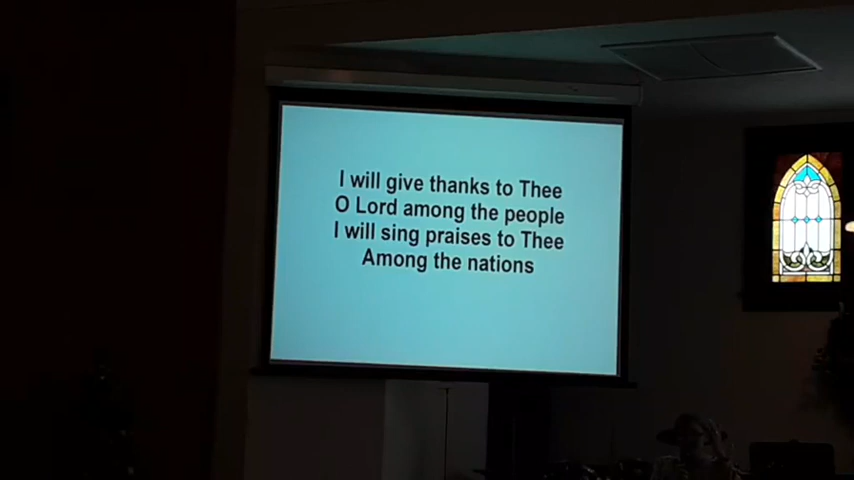 I will give thanks to Thee
O Lord among the people
I will sing praises to Thee
Among the nations